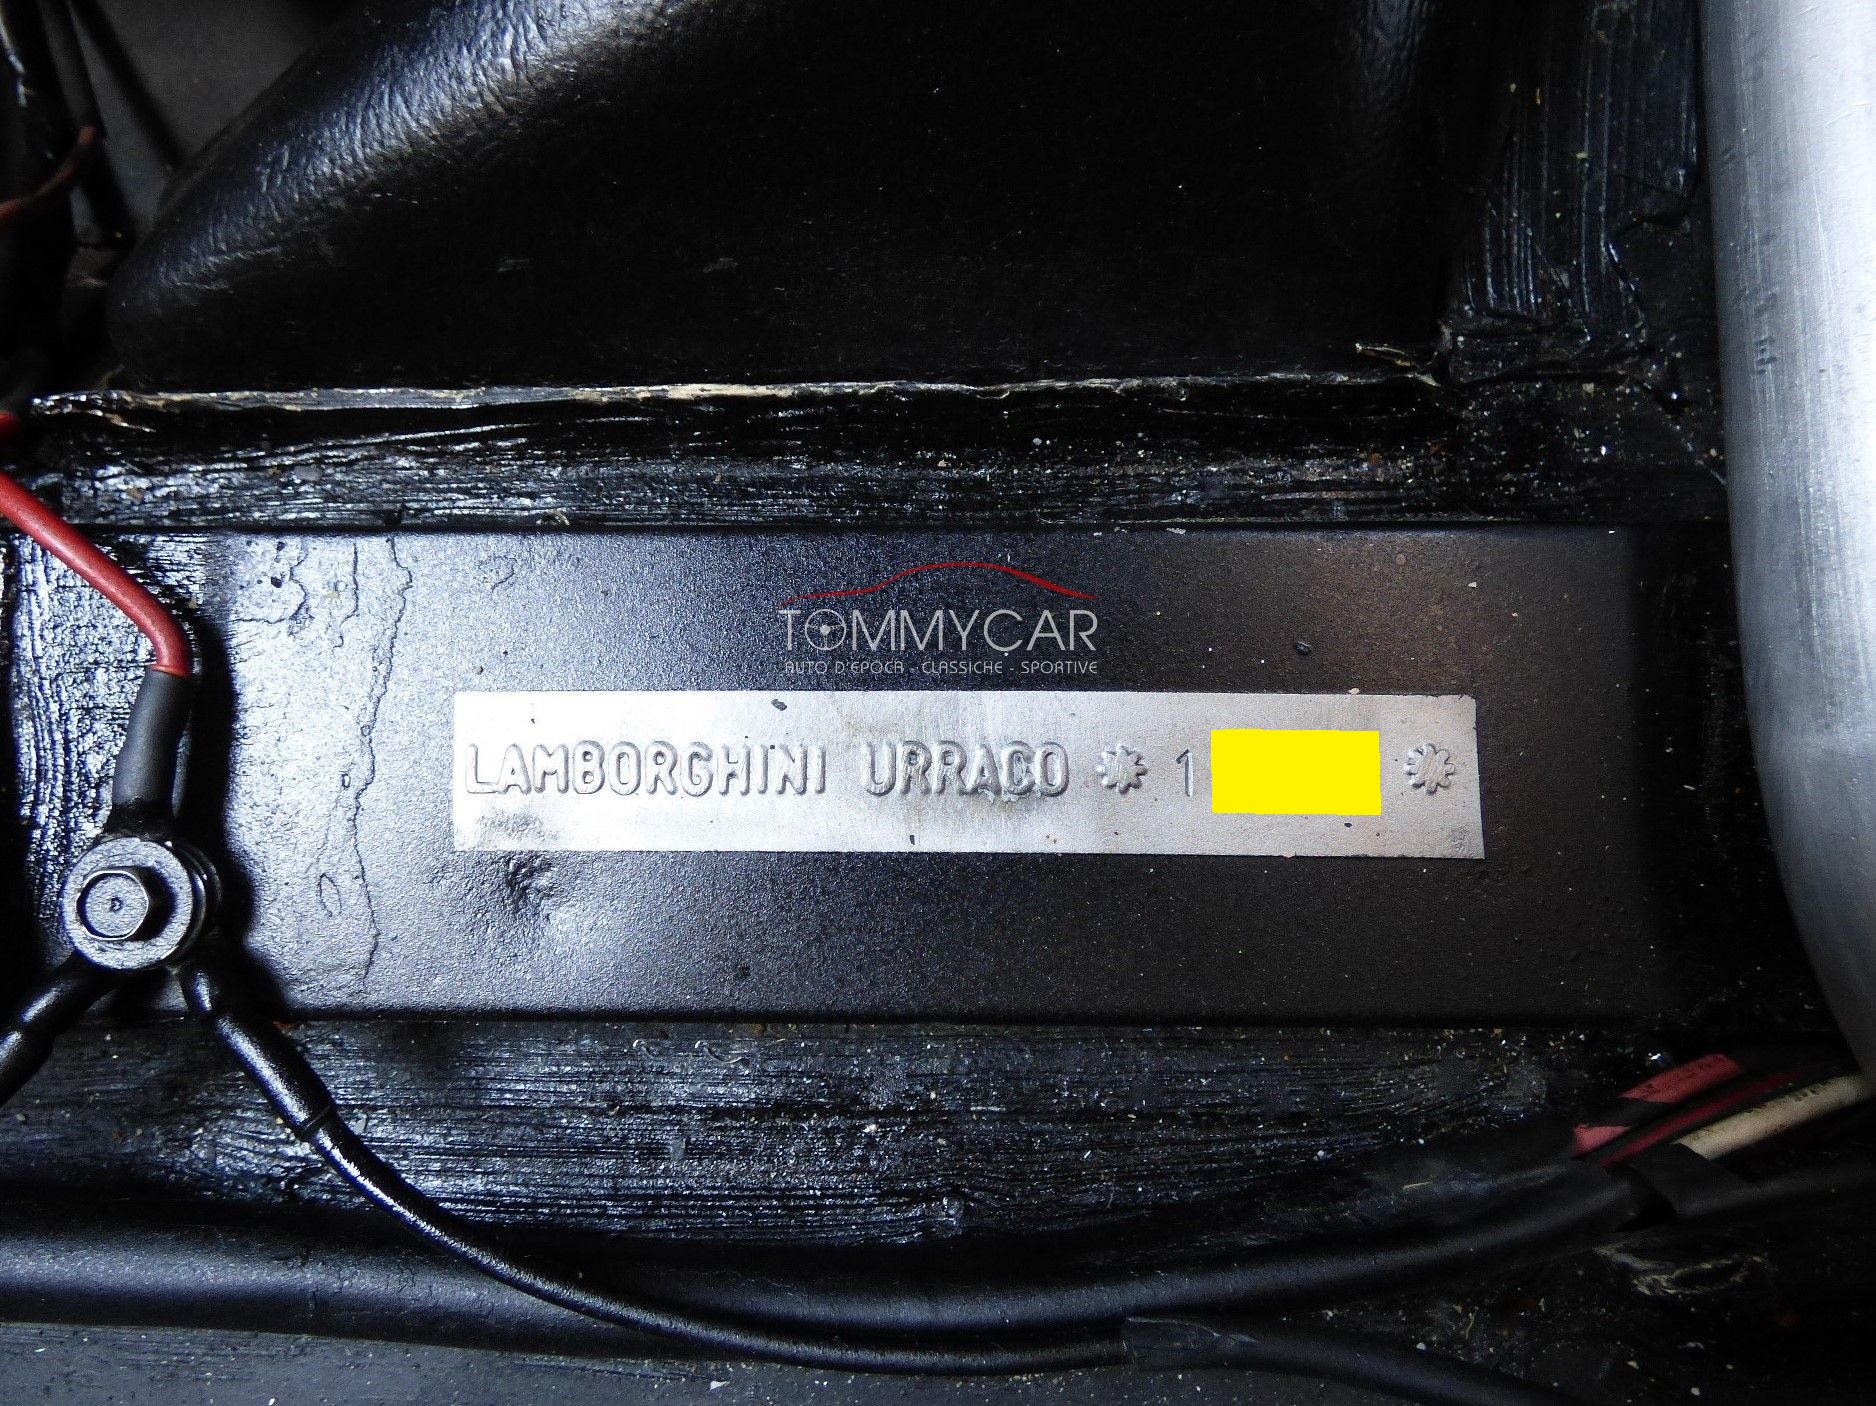 TOMMYCAR
AUTO D'EPOCA - CLASSICHE - SPORTIVE
LAMBORGHINI URRACO * 1 *